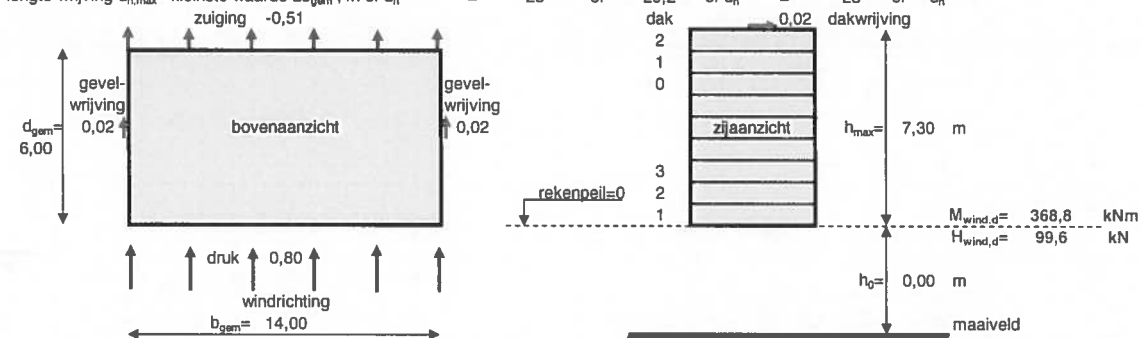 zuiging -0,51
gevel-
wrijving
0,02
gevel-
wrijving
0,02
d_gem=
6,00
bovenaanzicht
druk 0,80
windrichting
b_gem= 14,00
dak
0,02 dakwrijving
2
1
0
zijaanzicht
3
2
1
h_max= 7,30 m
rekenpeil=0
M_wind,d= 368,8 kNm
H_wind,d= 99,6 kN
h_0= 0,00 m
maaiveld